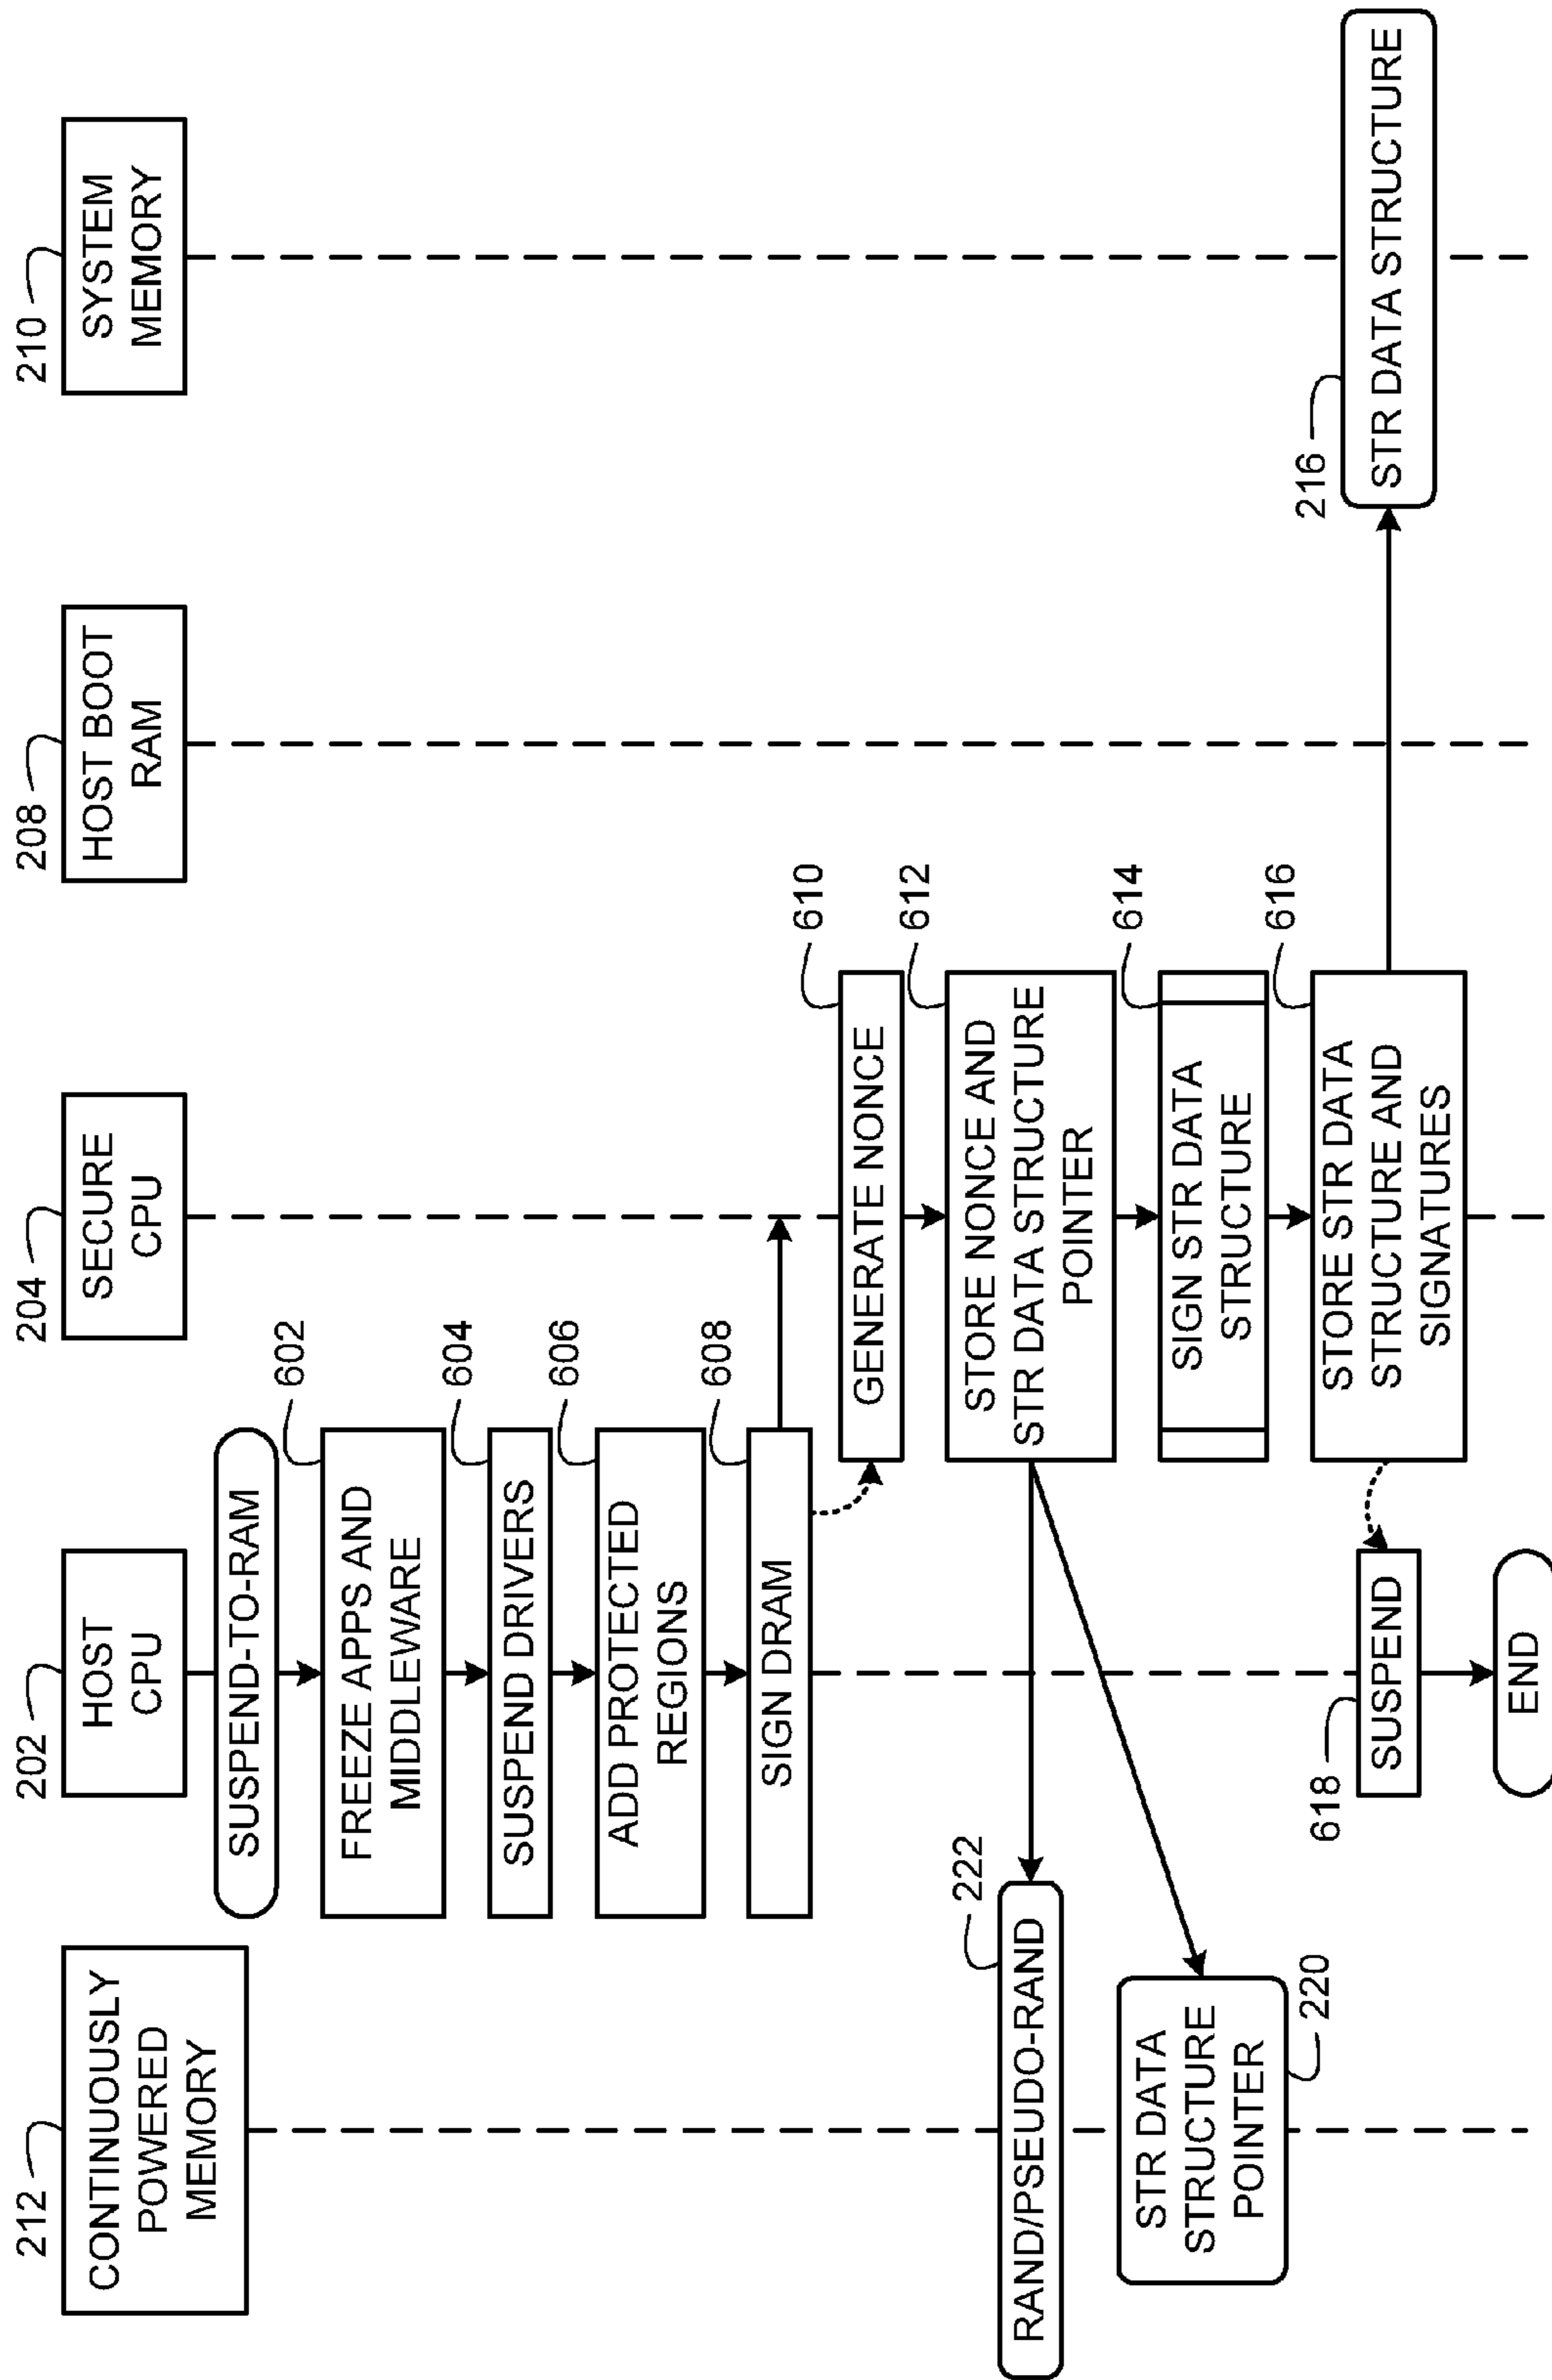 212
CONTINUOUSLY
POWERED
MEMORY
202
HOST
CPU
204
SECURE
CPU
208
HOST BOOT
RAM
210
SYSTEM
MEMORY
SUSPEND-TO-RAM
602
FREEZE APPS AND
MIDDLEWARE
604
SUSPEND DRIVERS
606
ADD PROTECTED
REGIONS
608
SIGN DRAM
610
GENERATE NONCE
612
STORE NONCE AND
STR DATA STRUCTURE
POINTER
222
RAND/PSEUDO-RAND
STR DATA
STRUCTURE
POINTER
220
614
SIGN STR DATA
STRUCTURE
616
STORE STR DATA
STRUCTURE AND
SIGNATURES
216
STR DATA STRUCTURE
618
SUSPEND
END